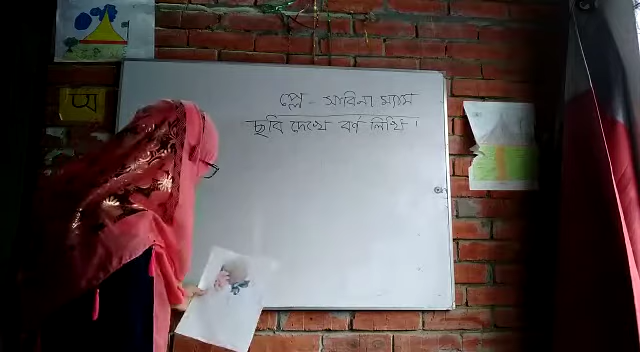 প্লে - সাবিনা ম্যাম
ছবি দেখে বর্ণ লিখি।
অ